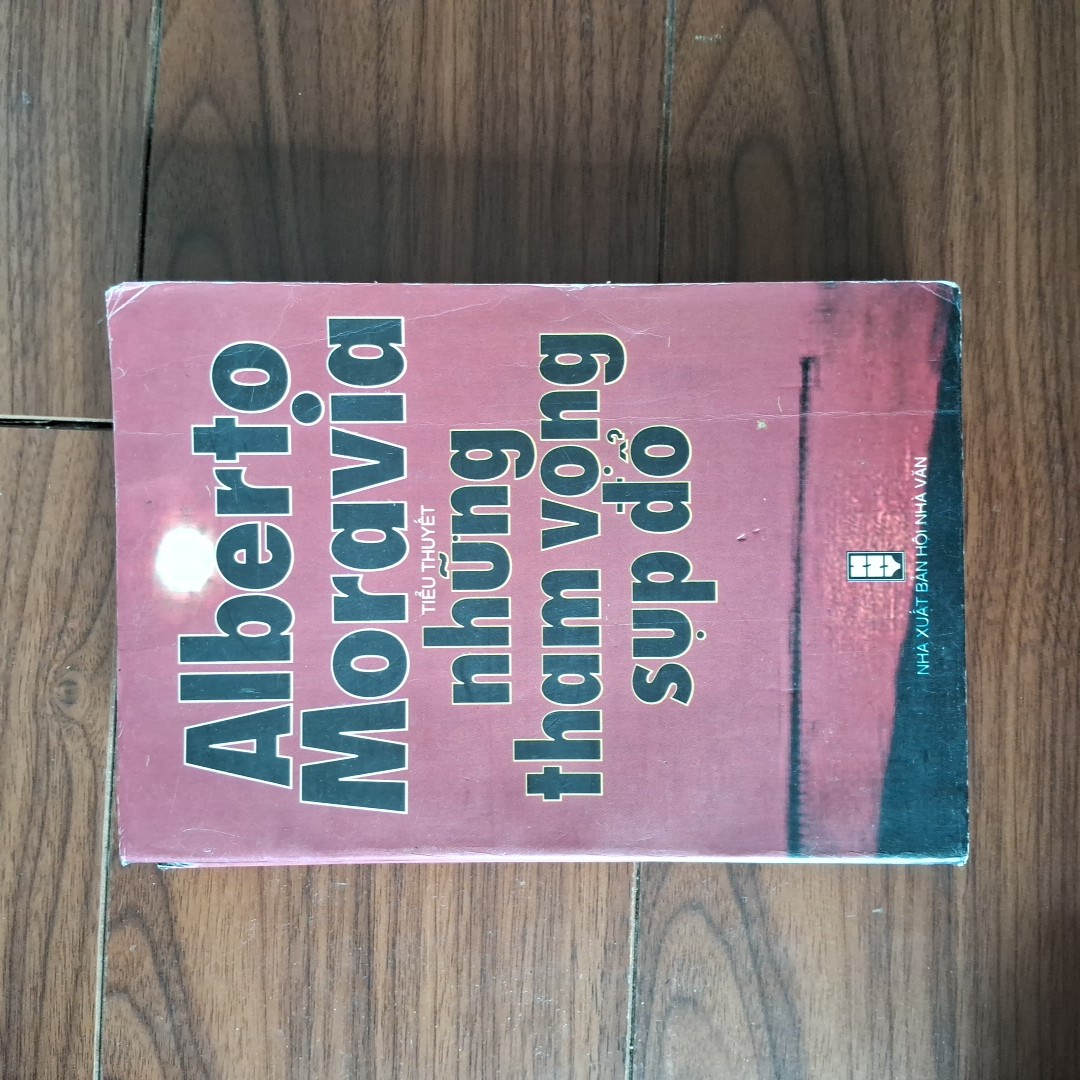 Alberto
Moravia
TIỂU THUYẾT
những
tham vọng
sụp đổ
NHÀ XUẤT BẢN HỘI NHÀ VĂN